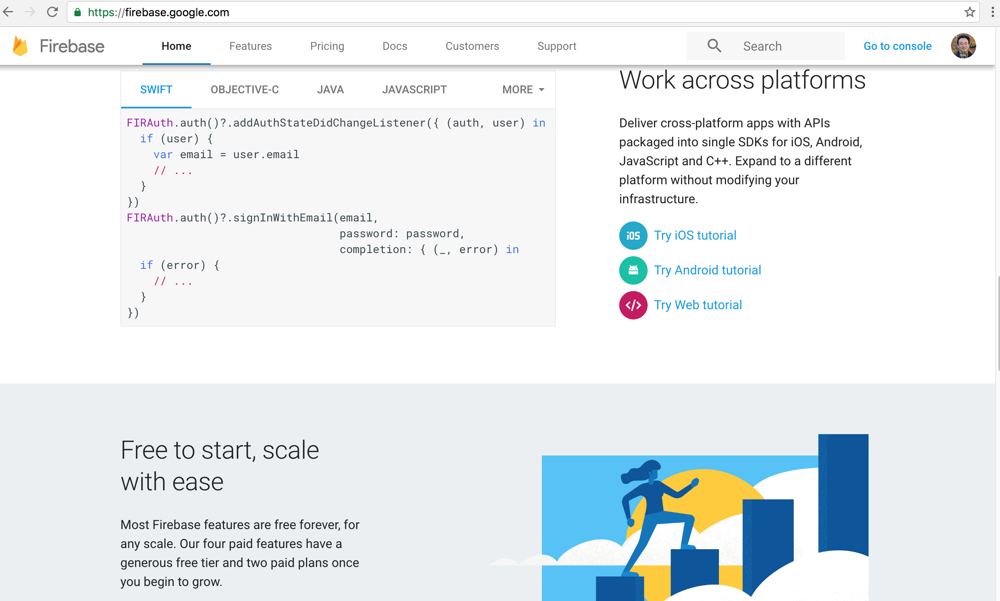 https://firebase.google.com
Firebase Home Features Pricing Docs Customers Support Search Go to console
SWIFT OBJECTIVE-C JAVA JAVASCRIPT MORE
FIRAuth.auth()?.addAuthStateDidChangeListener({ (auth, user) in
  if (user) {
    var email = user.email
    // ...
  }
})
FIRAuth.auth()?.signInWithEmail(email,
                                password: password,
                                completion: { (_, error) in
  if (error) {
    // ...
  }
})
Work across platforms
Deliver cross-platform apps with APIs
packaged into single SDKs for iOS, Android,
JavaScript and C++. Expand to a different
platform without modifying your
infrastructure.
iOS Try iOS tutorial
Try Android tutorial
</> Try Web tutorial
Free to start, scale
with ease
Most Firebase features are free forever, for
any scale. Our four paid features have a
generous free tier and two paid plans once
you begin to grow.